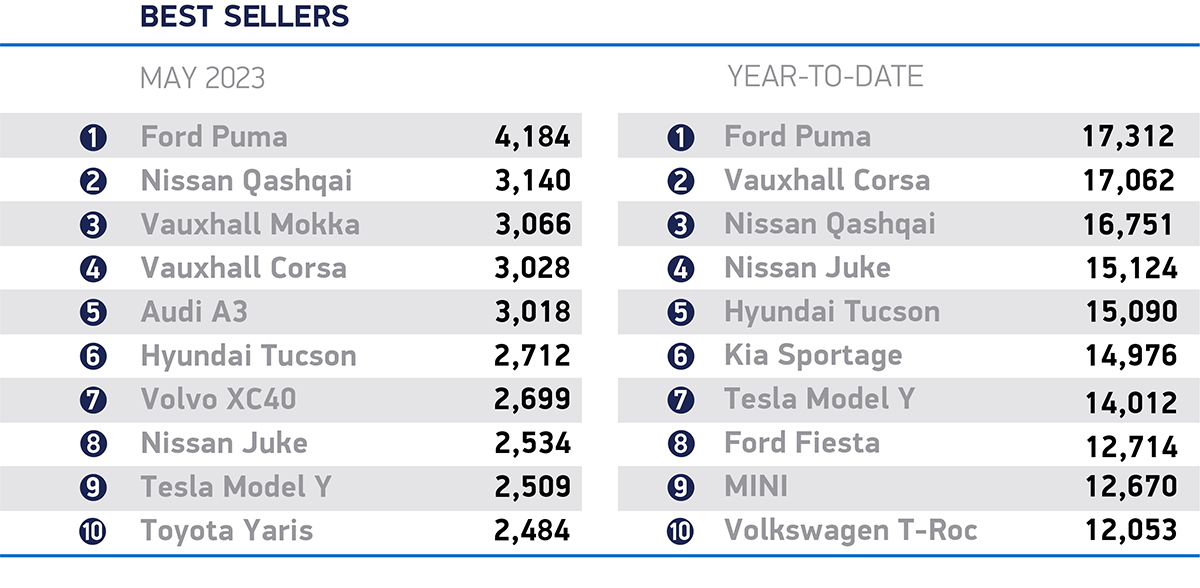 BEST SELLERS
MAY 2023
1 Ford Puma 4,184
2 Nissan Qashqai 3,140
3 Vauxhall Mokka 3,066
4 Vauxhall Corsa 3,028
5 Audi A3 3,018
6 Hyundai Tucson 2,712
7 Volvo XC40 2,699
8 Nissan Juke 2,534
9 Tesla Model Y 2,509
10 Toyota Yaris 2,484
YEAR-TO-DATE
1 Ford Puma 17,312
2 Vauxhall Corsa 17,062
3 Nissan Qashqai 16,751
4 Nissan Juke 15,124
5 Hyundai Tucson 15,090
6 Kia Sportage 14,976
7 Tesla Model Y 14,012
8 Ford Fiesta 12,714
9 MINI 12,670
10 Volkswagen T-Roc 12,053